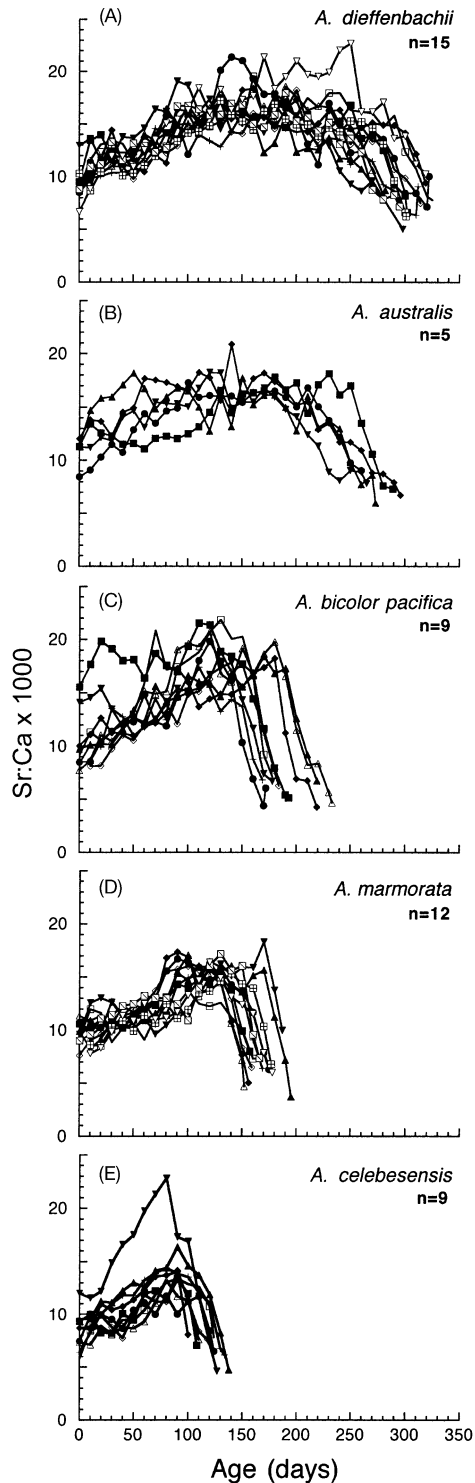 (A)
A. dieffenbachii
n=15
20
10
0
(B)
A. australis
n=5
20
10
0
(C)
A. bicolor pacifica
n=9
20
10
0
Sr:Ca x 1000
(D)
A. marmorata
n=12
20
10
0
(E)
A. celebesensis
n=9
20
10
0
0 50 100 150 200 250 300 350
Age (days)